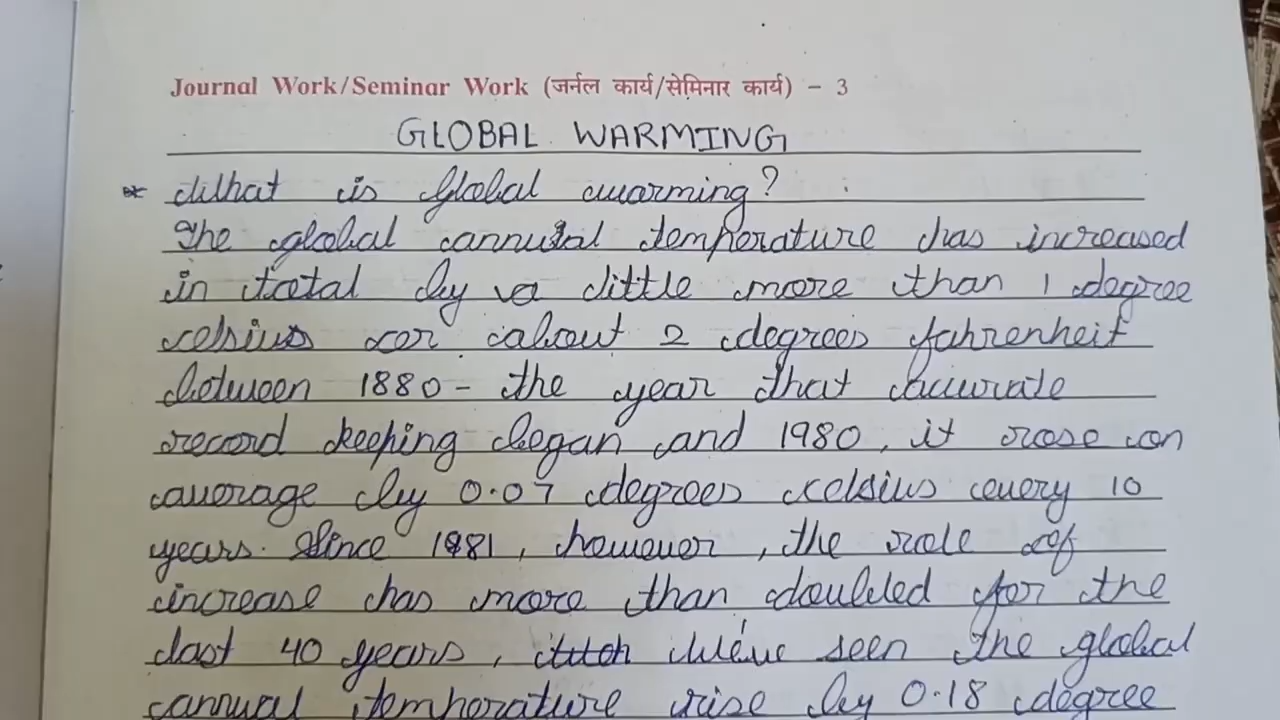 Journal Work/Seminar Work (जर्नल कार्य/सेमिनार कार्य) - 3
GLOBAL WARMING
* What is global warming?
The global annual temperature has increased
in total by a little more than 1 degree
celsius or about 2 degrees fahrenheit
between 1880- the year that accurate
record keeping began and 1980, it rose on
average by 0.07 degrees celsius every 10
years. Since 1981, however, the rate of
increase has more than doubled for the
last 40 years, we've seen the global
annual temperature rise by 0.18 degree